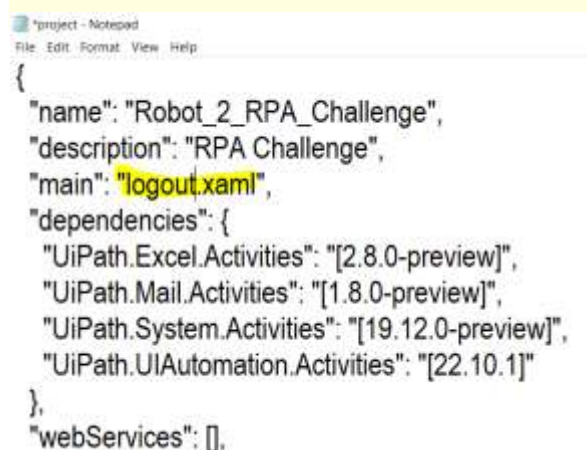 *project - Notepad
File Edit Format View Help
{
"name": "Robot_2_RPA_Challenge",
"description": "RPA Challenge",
"main": "logout.xaml",
"dependencies": {
"UiPath.Excel.Activities": "[2.8.0-preview]",
"UiPath.Mail.Activities": "[1.8.0-preview]",
"UiPath.System.Activities": "[19.12.0-preview]",
"UiPath.UIAutomation.Activities": "[22.10.1]"
},
"webServices": [],